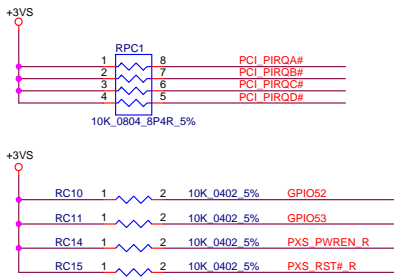 +3VS
RPC1
1 8 PCI_PIRQA#
2 7 PCI_PIRQB#
3 6 PCI_PIRQC#
4 5 PCI_PIRQD#
10K_0804_8P4R_5%
+3VS
RC10 1 2 10K_0402_5% GPIO52
RC11 1 2 10K_0402_5% GPIO53
RC14 1 2 10K_0402_5% PXS_PWREN_R
RC15 1 2 10K_0402_5% PXS_RST#_R